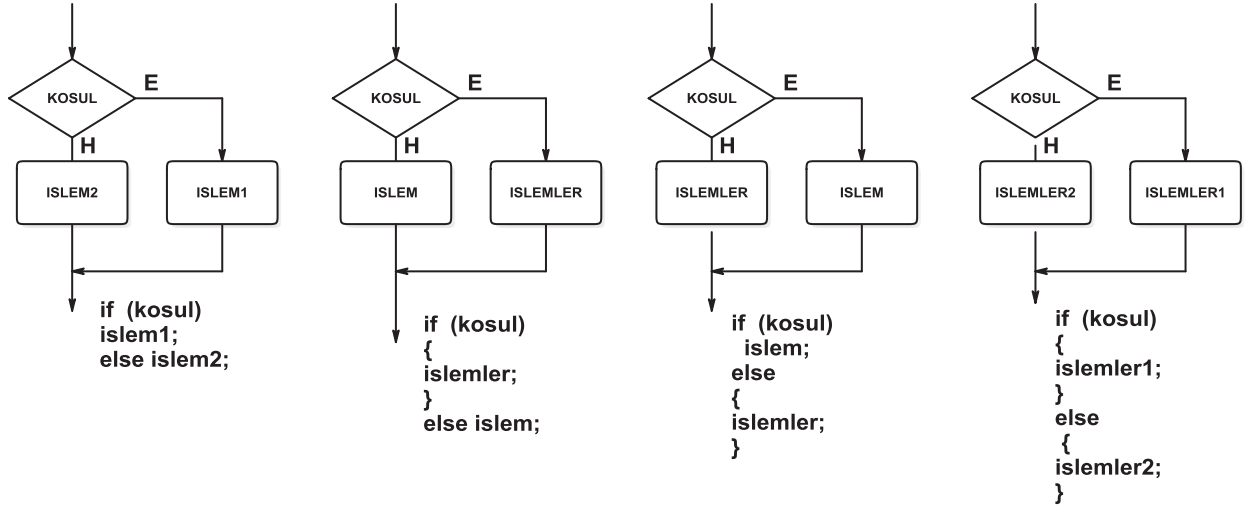 KOSUL
E
H
ISLEM2
ISLEM1
if (kosul)
islem1;
else islem2;
KOSUL
E
H
ISLEM
ISLEMLER
if (kosul)
{
islemler;
}
else islem;
KOSUL
E
H
ISLEMLER
ISLEM
if (kosul)
islem;
else
{
islemler;
}
KOSUL
E
H
ISLEMLER2
ISLEMLER1
if (kosul)
{
islemler1;
}
else
{
islemler2;
}